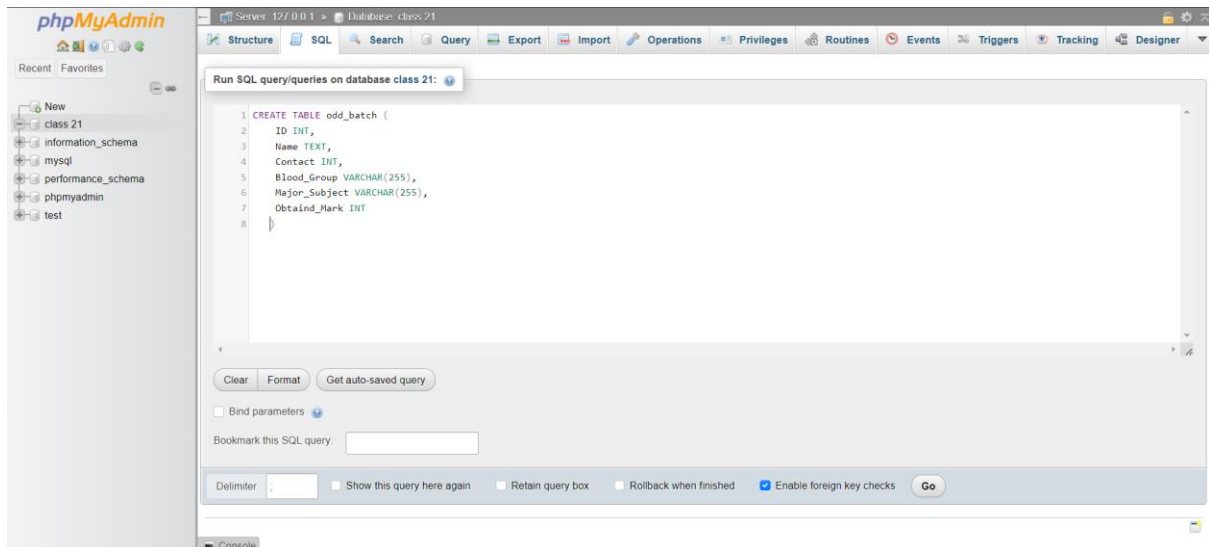 phpMyAdmin
Server: 127.0.0.1 » Database: class 21
Structure SQL Search Query Export Import Operations Privileges Routines Events Triggers Tracking Designer
Recent Favorites
New
class 21
information_schema
mysql
performance_schema
phpmyadmin
test
Run SQL query/queries on database class 21:
1 CREATE TABLE odd_batch (
2 ID INT,
3 Name TEXT,
4 Contact INT,
5 Blood_Group VARCHAR(255),
6 Major_Subject VARCHAR(255),
7 Obtaind_Mark INT
8 )
Clear Format Get auto-saved query
Bind parameters
Bookmark this SQL query:
Delimiter ; Show this query here again Retain query box Rollback when finished Enable foreign key checks Go
Console